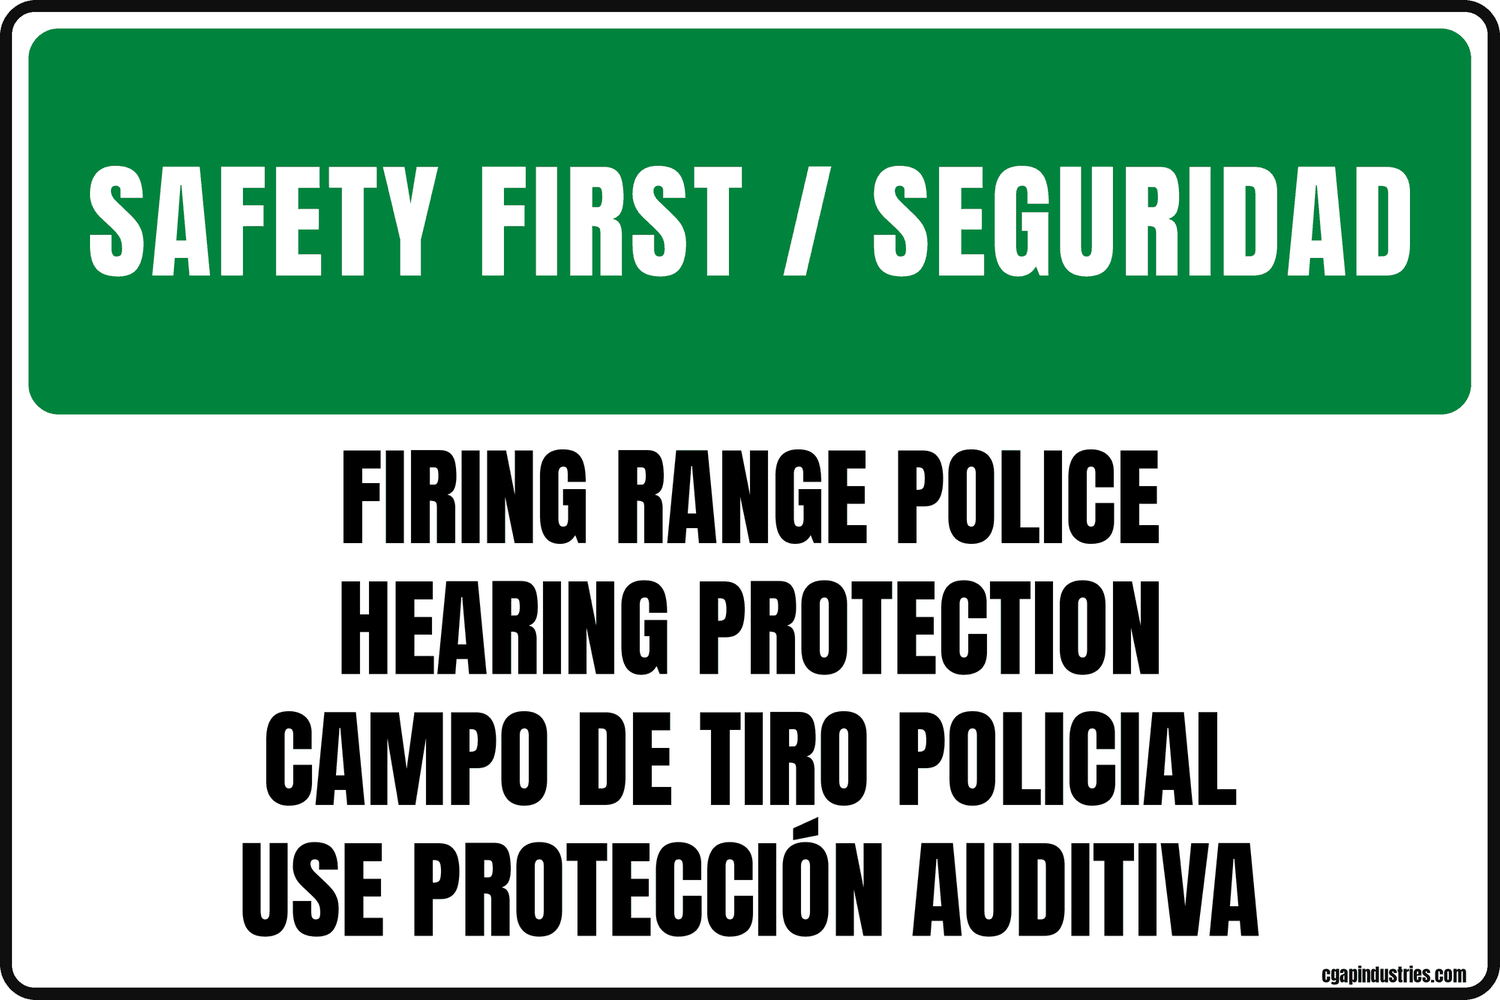 SAFETY FIRST / SEGURIDAD
FIRING RANGE POLICE
HEARING PROTECTION
CAMPO DE TIRO POLICIAL
USE PROTECCIÓN AUDITIVA
cgapindustries.com